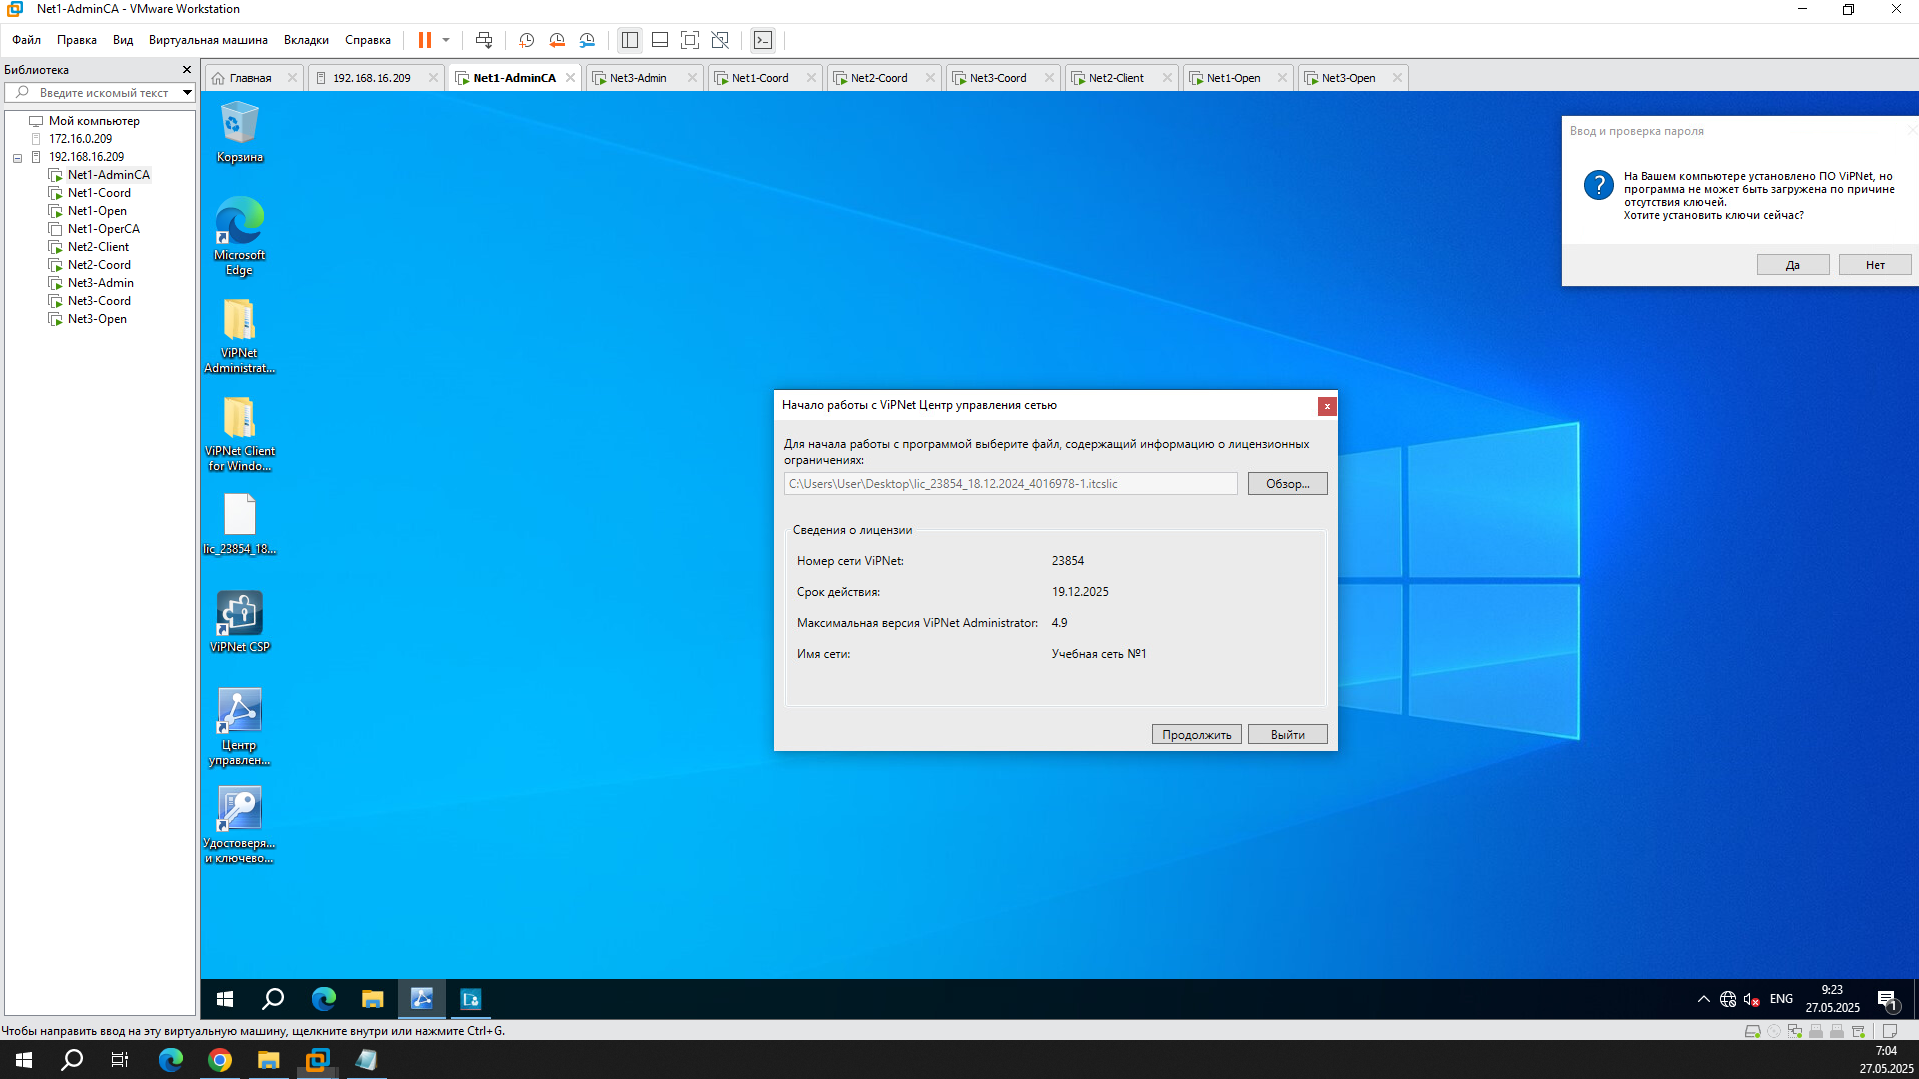 Net1-AdminCA - VMware Workstation
Файл Правка Вид Виртуальная машина Вкладки Справка
Библиотека
Введите искомый текст
Мой компьютер
172.16.0.209
192.168.16.209
Net1-AdminCA
Net1-Coord
Net1-Open
Net1-OperCA
Net2-Client
Net2-Coord
Net3-Admin
Net3-Coord
Net3-Open
Главная 192.168.16.209 Net1-AdminCA Net3-Admin Net1-Coord Net2-Coord Net3-Coord Net2-Client Net1-Open Net3-Open
Корзина
Microsoft
Edge
ViPNet
Administrat...
ViPNet Client
for Windo...
lic_23854_18...
ViPNet CSP
Центр
управлен...
Удостоверя...
и ключево...
Ввод и проверка пароля
На Вашем компьютере установлено ПО ViPNet, но
программа не может быть загружена по причине
отсутствия ключей.
Хотите установить ключи сейчас?
Да Нет
Начало работы с ViPNet Центр управления сетью
Для начала работы с программой выберите файл, содержащий информацию о лицензионных
ограничениях:
C:\Users\User\Desktop\lic_23854_18.12.2024_4016978-1.itcslic Обзор...
Сведения о лицензии
Номер сети ViPNet: 23854
Срок действия: 19.12.2025
Максимальная версия ViPNet Administrator: 4.9
Имя сети: Учебная сеть №1
Продолжить Выйти
ENG
9:23
27.05.2025
1
Чтобы направить ввод на эту виртуальную машину, щелкните внутри или нажмите Ctrl+G.
7:04
27.05.2025